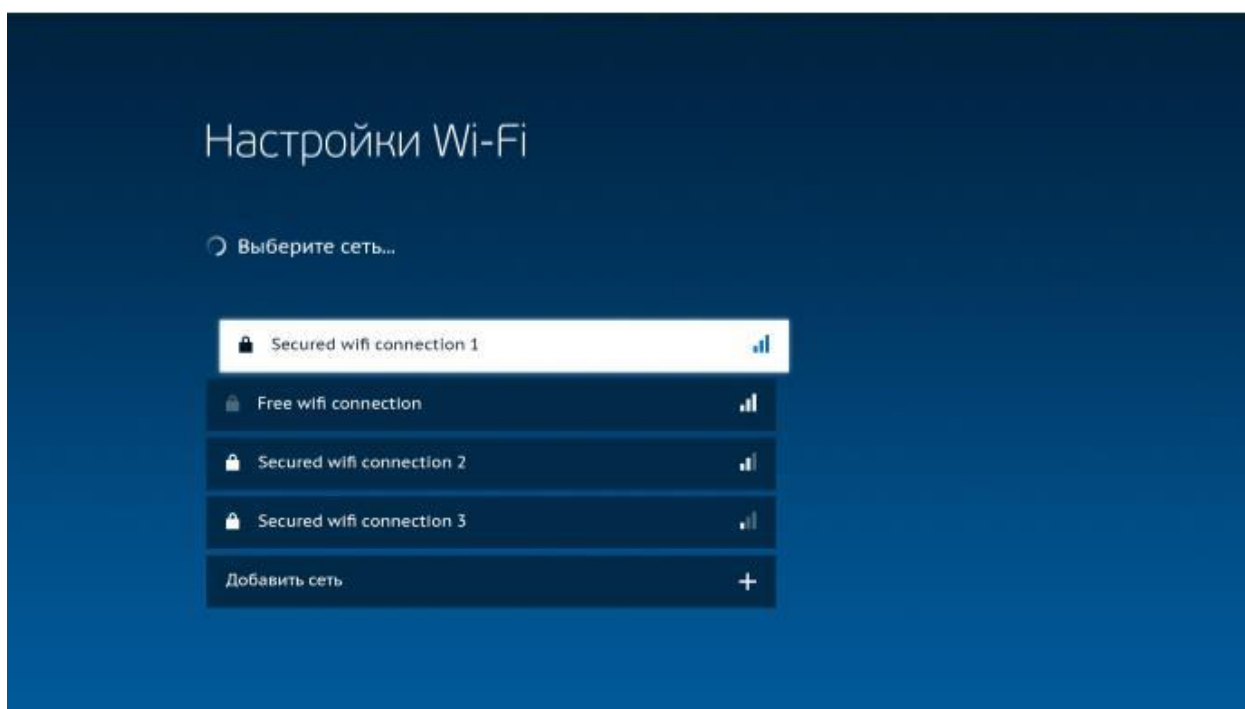 Настройки Wi-Fi
Выберите сеть...
Secured wifi connection 1
Free wifi connection
Secured wifi connection 2
Secured wifi connection 3
Добавить сеть